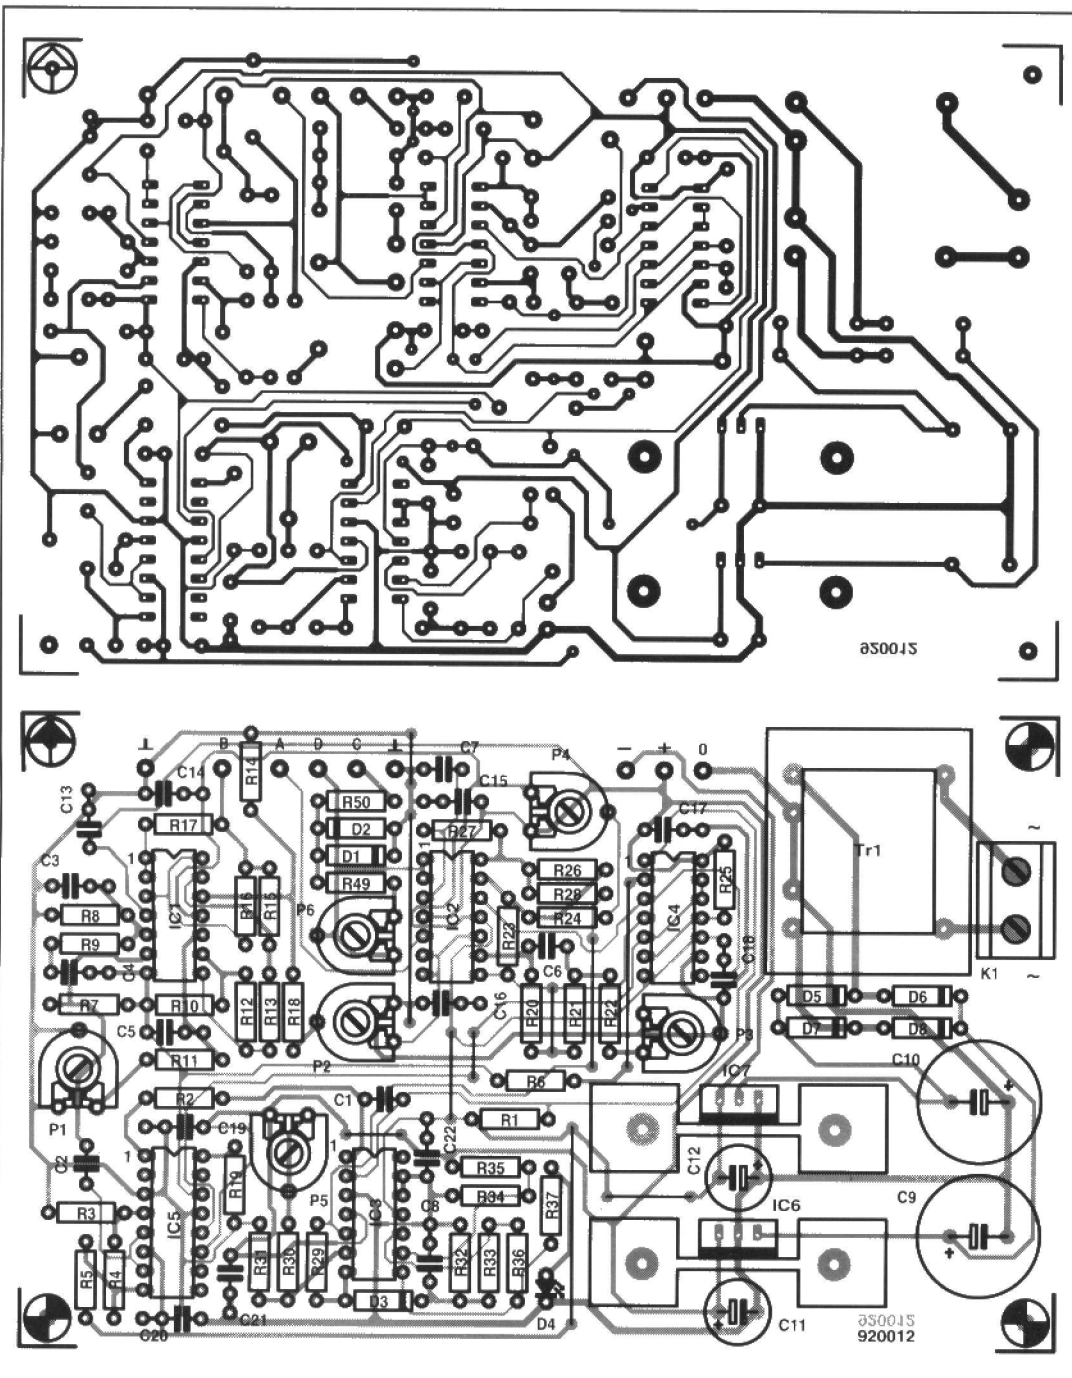 920012
⊥
B
A
D
C
⊥
C7
P4
−
+
0
R14
C14
C13
C15
R50
R17
D2
R27
C17
1
D1
C3
R49
R26
Tr1
~
R8
IC1
R16
R15
P6
IC2
R28
R24
IC4
R25
1
1
R9
R23
C4
C6
C18
K1
~
R7
R10
R12
R13
R18
C16
R20
R21
R22
D5
D6
C5
P2
P3
D7
D8
R11
C10
R6
IC7
+
R2
C1
R1
P1
C19
C22
C2
1
P5
1
R35
C12
+
R19
R34
R37
C9
R3
IC5
IC3
C8
IC6
R5
R4
R31
R30
R29
R32
R33
R36
+
D3
D4
C20
C21
+
C11
920012
920012